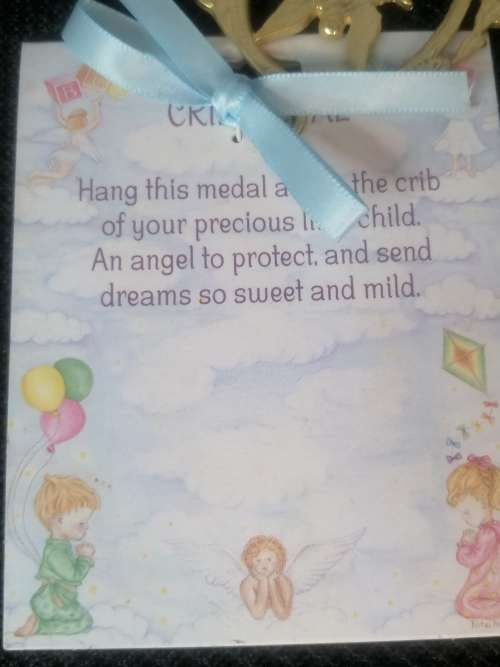 B
Hang this medal the crib
of your precious child.
An angel to protect. and send
dreams so sweet and mild.